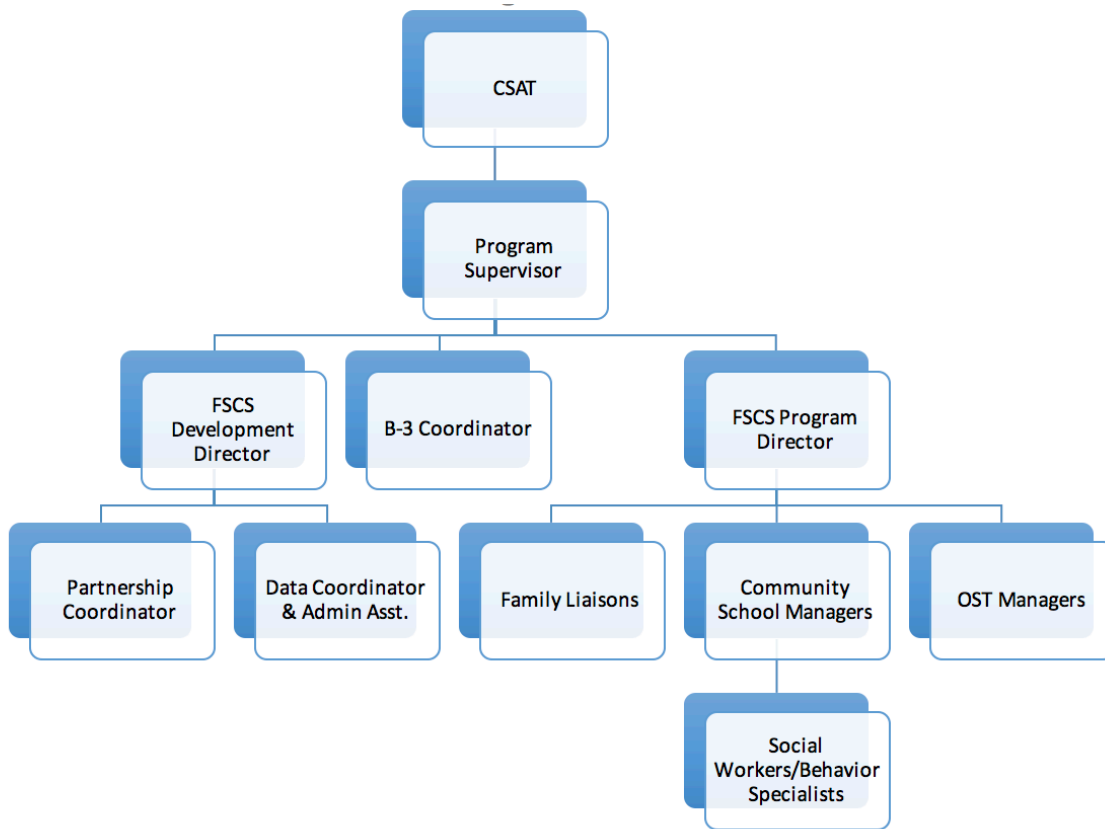 CSAT
Program
Supervisor
FSCS
Development
Director
B-3 Coordinator
FSCS Program
Director
Partnership
Coordinator
Data Coordinator
& Admin Asst.
Family Liaisons
Community
School Managers
OST Managers
Social
Workers/Behavior
Specialists